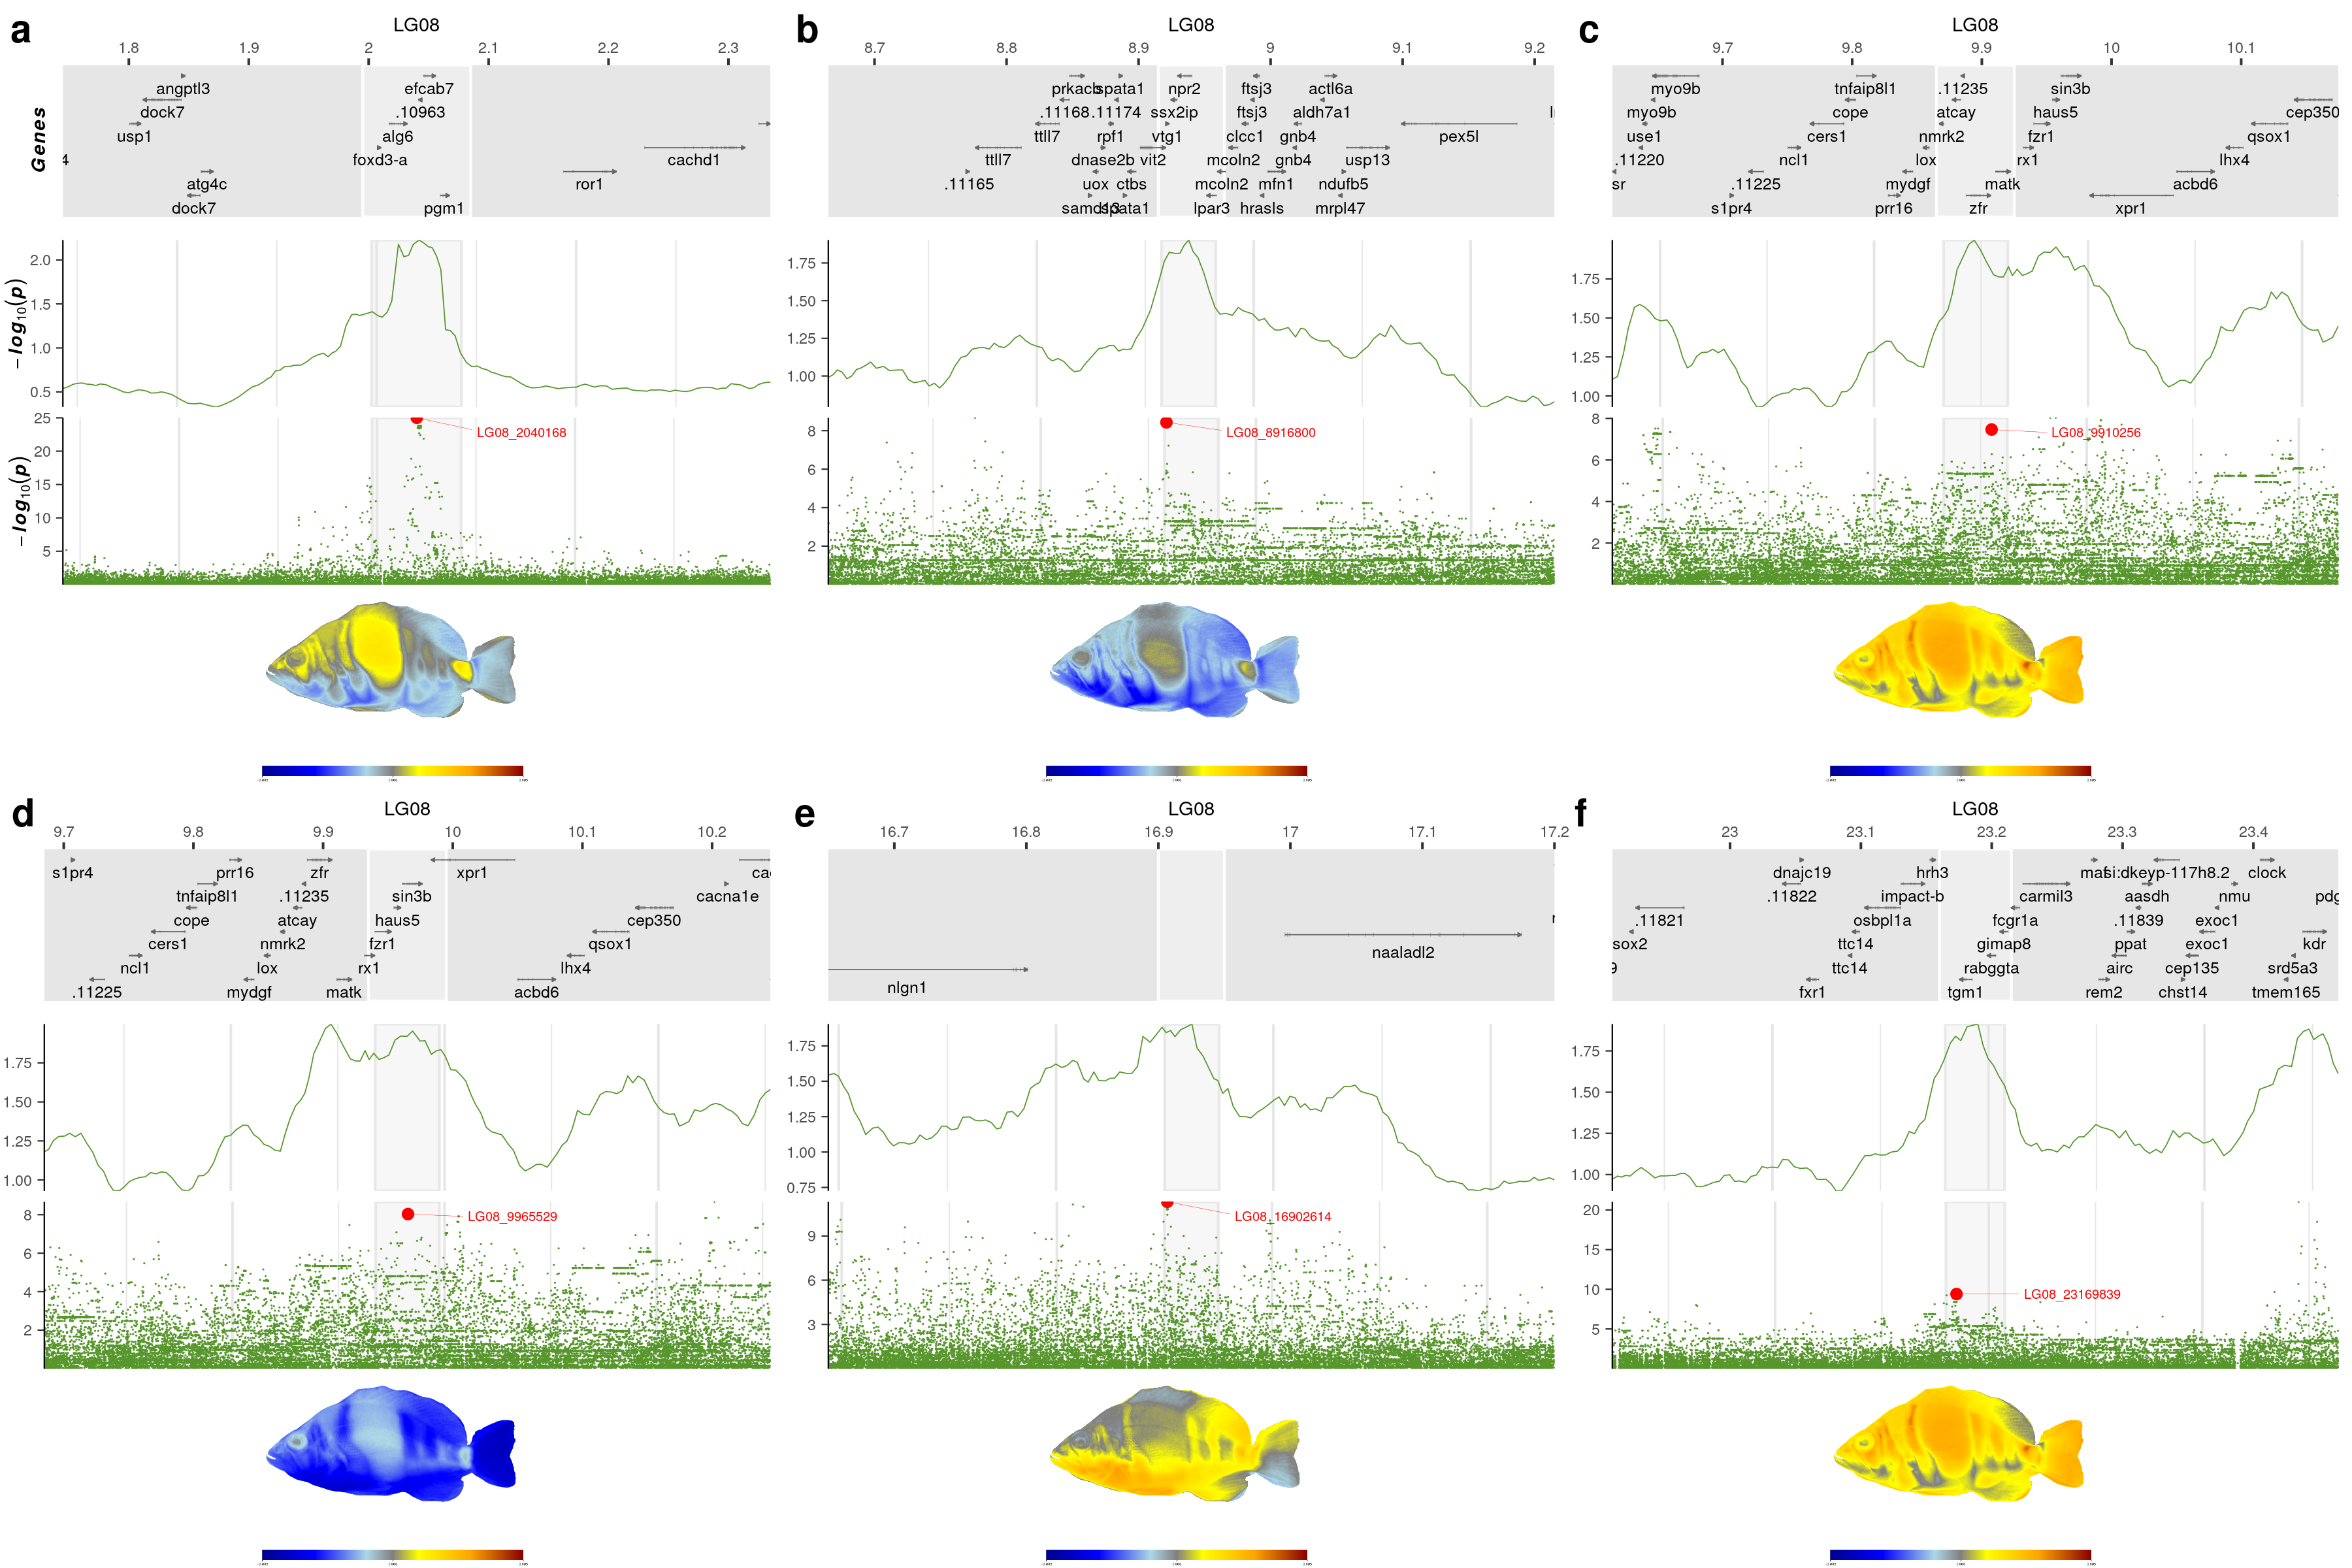 a
LG08
1.8 1.9 2 2.1 2.2 2.3
Genes
angptl3 efcab7
dock7 .10963
usp1 alg6
4 foxd3-a cachd1
atg4c ror1
dock7 pgm1
−log10(p)
2.0
1.5
1.0
0.5
−log10(p)
25
20
15
10
5
LG08_2040168
b
LG08
8.7 8.8 8.9 9 9.1 9.2
prkacb spata1 npr2 ftsj3 actl6a
.11168 .11174 ssx2ip ftsj3 aldh7a1
ttll7 rpf1 vtg1 clcc1 gnb4 pex5l
ttll7 dnase2b vit2 mcoln2 gnb4 usp13
.11165 uox ctbs mcoln2 mfn1 ndufb5
spata1 lpar3 hrasls mrpl47
1.75
1.50
1.25
1.00
8
6
4
2
LG08_8916800
c
LG08
9.7 9.8 9.9 10 10.1
myo9b tnfaip8l1 .11235 sin3b
myo9b cope atcay haus5 cep350
use1 cers1 nmrk2 fzr1 qsox1
.11220 ncl1 lox rx1 lhx4
sr .11225 mydgf matk acbd6
s1pr4 prr16 zfr xpr1
1.75
1.50
1.25
1.00
8
6
4
2
LG08_9910256
d
LG08
9.7 9.8 9.9 10 10.1 10.2
s1pr4 prr16 zfr xpr1 cac
tnfaip8l1 .11235 sin3b cacna1e
cope atcay haus5 cep350
cers1 nmrk2 fzr1 qsox1
ncl1 lox rx1 lhx4
.11225 mydgf matk acbd6
1.75
1.50
1.25
1.00
8
6
4
2
LG08_9965529
e
LG08
16.7 16.8 16.9 17 17.1 17.2
naaladl2
nlgn1
1.75
1.50
1.25
1.00
0.75
9
6
3
LG08_16902614
f
LG08
23 23.1 23.2 23.3 23.4
dnajc19 hrh3 si:dkeyp-117h8.2 clock
.11822 impact-b carmil3 aasdh nmu pdg
.11821 osbpl1a fcgr1a .11839 exoc1
sox2 ttc14 gimap8 ppat exoc1 kdr
9 ttc14 rabggta airc cep135 srd5a3
fxr1 tgm1 rem2 chst14 tmem165
1.75
1.50
1.25
1.00
20
15
10
5
LG08_23169839